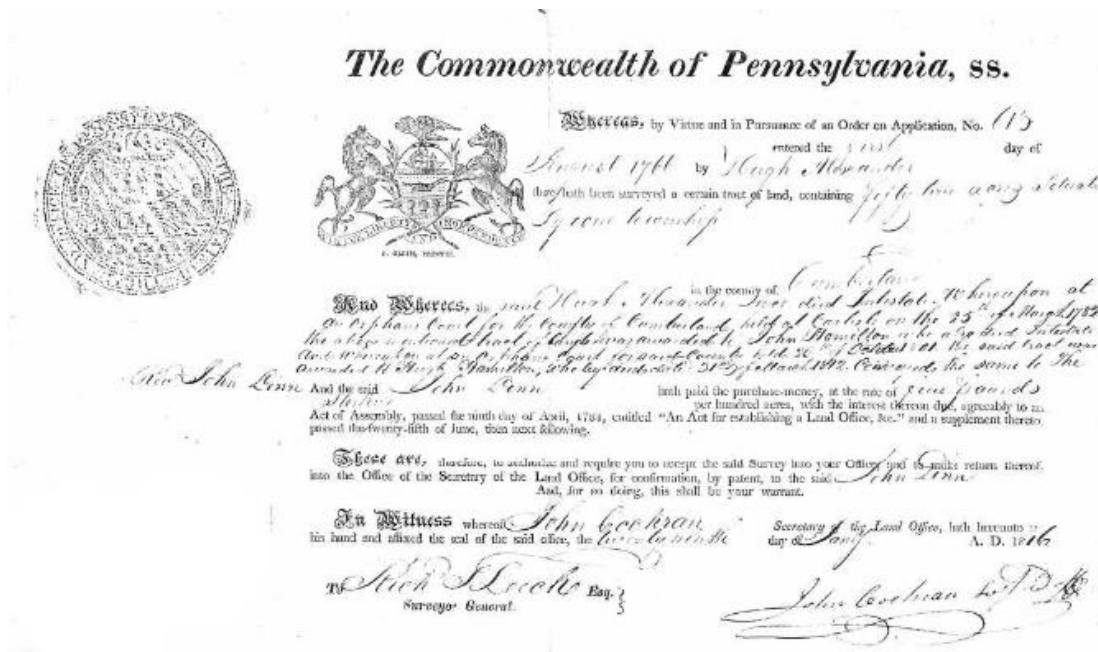 The Commonwealth of Pennsylvania, ss.
Whereas, by Virtue and in Pursuance of an Order on Application, No.
entered the first day of
August 1766 by Hugh Alexander
there hath been surveyed a certain tract of land, containing fifty two acres Situate
Tyrone township
in the county of Cumberland
And Whereas, the said Hugh Alexander died Intestate Whereupon at
an Orphans Court for the County of Cumberland held at Carlisle on the 25th of March
the above mentioned tract of was awarded to John Hamilton who also died Intestate
And Whereupon at an Orphans Court for said County held 20th of October the said tract was
awarded to Hugh Hamilton, who by deed dated of March Conveyed the same to The
Rev John Linn And the said John Linn hath paid the purchase-money, at the rate of five pounds
Sterling per hundred acres, with the interest thereon due, agreeably to an
Act of Assembly, passed the ninth day of April, 1784, entitled "An Act for establishing a Land Office, &c." and a supplement thereto
passed the twenty-fifth of June, then next following.
These are, therefore, to authorize and require you to accept the said Survey into your Office and to make return thereof
into the Office of the Secretary of the Land Office, for confirmation, by patent, to the said John Linn
And, for so doing, this shall be your warrant.
In Witness whereof John Cochran Secretary of the Land Office, hath hereunto
his hand and affixed the seal of the said office, the twenty ninth day of Jany A. D. 1816
To Rich T Leech Esq.
Surveyor General.
John Cochran